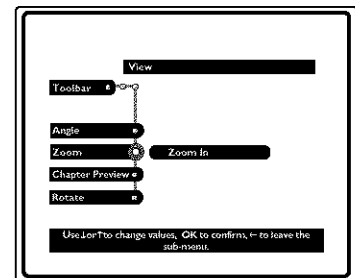 View
Toolbar
Angle
Zoom
Zoom In
Chapter Preview
Rotate
Use↓or↑to change values, OK to confirm, ← to leave the
sub-menu.